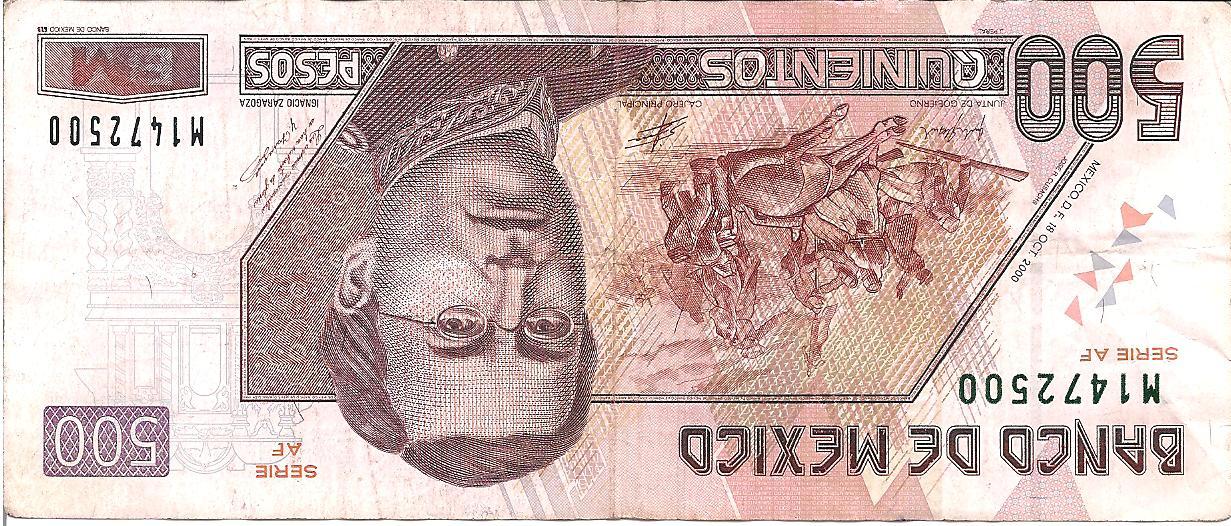 BANCO DE MEXICO
SERIE
AF
500
M1472500
SERIE AF
MEXICO, D. F. 18 OCT. 2000
M1472500
IGNACIO ZARAGOZA
JUNTA DE GOBIERNO
CAJERO PRINCIPAL
500
QUINIENTOS
PESOS
BDM
BANCO DE MEXICO